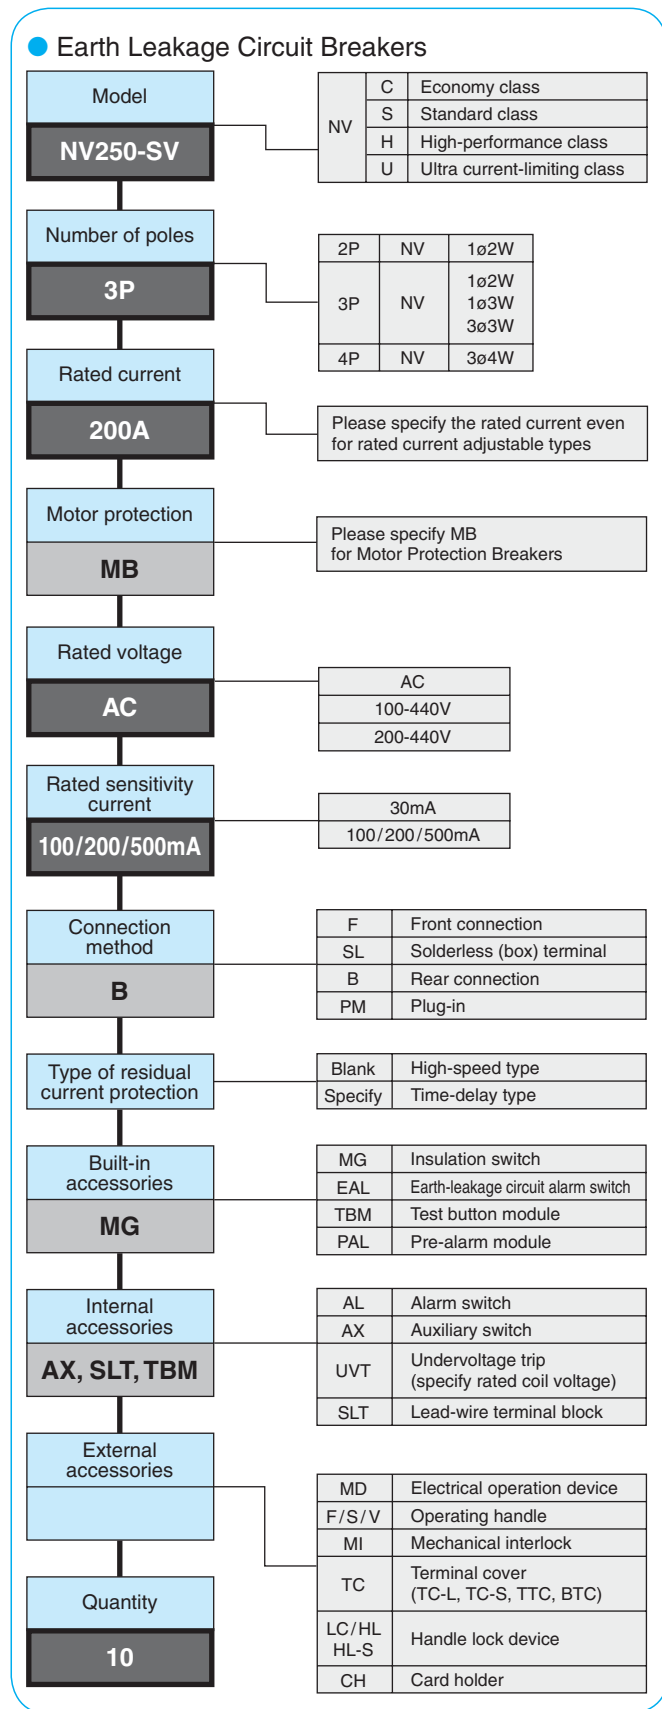 Earth Leakage Circuit Breakers
Model
NV250-SV
NV
C Economy class
S Standard class
H High-performance class
U Ultra current-limiting class
Number of poles
3P
2P NV 1ø2W
3P NV 1ø2W
1ø3W
3ø3W
4P NV 3ø4W
Rated current
200A
Please specify the rated current even
for rated current adjustable types
Motor protection
MB
Please specify MB
for Motor Protection Breakers
Rated voltage
AC
AC
100-440V
200-440V
Rated sensitivity
current
100/200/500mA
30mA
100/200/500mA
Connection
method
B
F Front connection
SL Solderless (box) terminal
B Rear connection
PM Plug-in
Type of residual
current protection
Blank High-speed type
Specify Time-delay type
Built-in
accessories
MG
MG Insulation switch
EAL Earth-leakage circuit alarm switch
TBM Test button module
PAL Pre-alarm module
Internal
accessories
AX, SLT, TBM
AL Alarm switch
AX Auxiliary switch
UVT Undervoltage trip
(specify rated coil voltage)
SLT Lead-wire terminal block
External
accessories
MD Electrical operation device
F/S/V Operating handle
MI Mechanical interlock
TC Terminal cover
(TC-L, TC-S, TTC, BTC)
LC/HL
HL-S Handle lock device
CH Card holder
Quantity
10